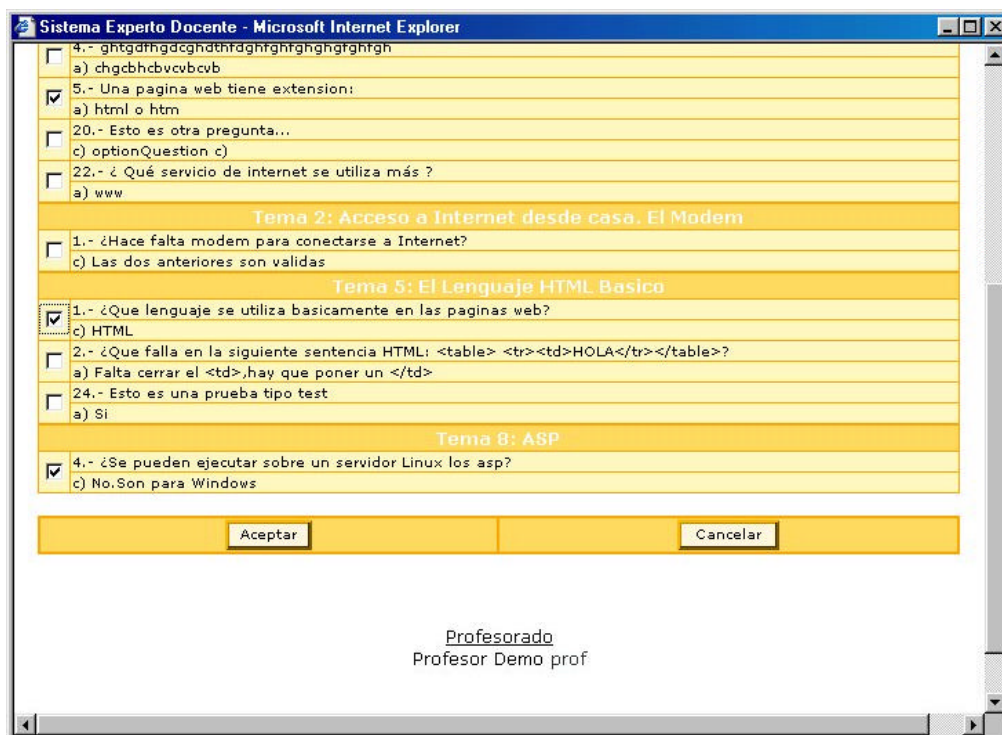 Sistema Experto Docente - Microsoft Internet Explorer
4.- ghtgdfhgdcghdthfdghfghfghghgfghfgh
a) chgcbhcbvcvbcvb
5.- Una pagina web tiene extension:
a) html o htm
20.- Esto es otra pregunta...
c) optionQuestion c)
22.- ¿ Qué servicio de internet se utiliza más ?
a) www
Tema 2: Acceso a Internet desde casa. El Modem
1.- ¿Hace falta modem para conectarse a Internet?
c) Las dos anteriores son validas
Tema 5: El Lenguaje HTML Basico
1.- ¿Que lenguaje se utiliza basicamente en las paginas web?
c) HTML
2.- ¿Que falla en la siguiente sentencia HTML: <table> <tr><td>HOLA</tr></table>?
a) Falta cerrar el <td>,hay que poner un </td>
24.- Esto es una prueba tipo test
a) Si
Tema 8: ASP
4.- ¿Se pueden ejecutar sobre un servidor Linux los asp?
c) No.Son para Windows
Aceptar Cancelar
Profesorado
Profesor Demo prof